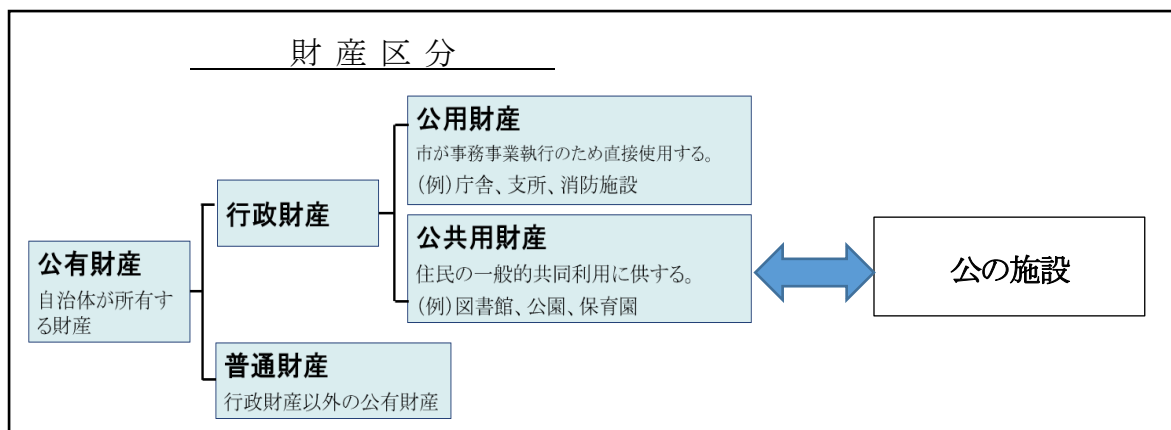 財 産 区 分
公用財産
市が事務事業執行のため直接使用する。
(例)庁舎、支所、消防施設
行政財産
公共用財産
住民の一般的共同利用に供する。
(例)図書館、公園、保育園
公の施設
公有財産
自治体が所有す
る財産
普通財産
行政財産以外の公有財産